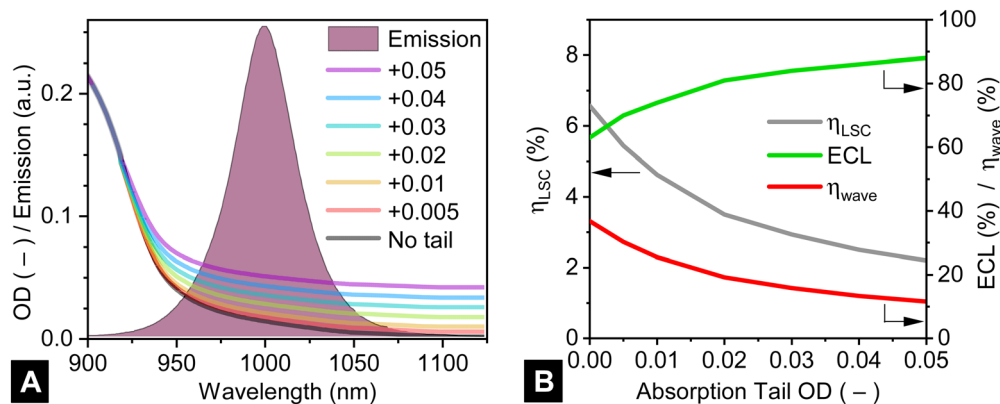 OD ( – ) / Emission (a.u.)
0.2
0.1
0.0
900
950
1000
1050
1100
Wavelength (nm)
Emission
+0.05
+0.04
+0.03
+0.02
+0.01
+0.005
No tail
A
η_LSC (%)
8
6
4
2
0
0.00
0.01
0.02
0.03
0.04
0.05
Absorption Tail OD ( – )
η_LSC
ECL
η_wave
100
80
60
40
20
0
ECL (%) / η_wave (%)
B